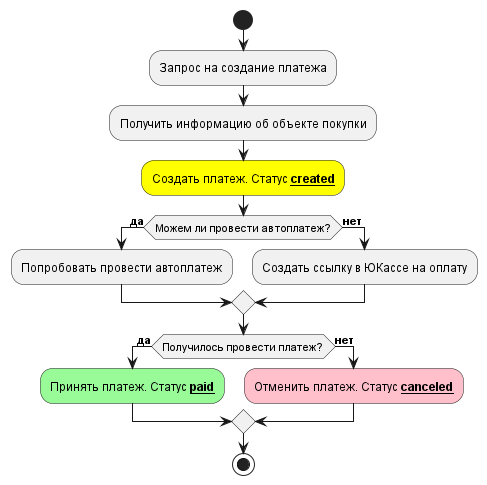 Запрос на создание платежа
Получить информацию об объекте покупки
Создать платеж. Статус created
да
Можем ли провести автоплатеж?
нет
Попробовать провести автоплатеж
Создать ссылку в ЮКассе на оплату
да
Получилось провести платеж?
нет
Принять платеж. Статус paid
Отменить платеж. Статус canceled